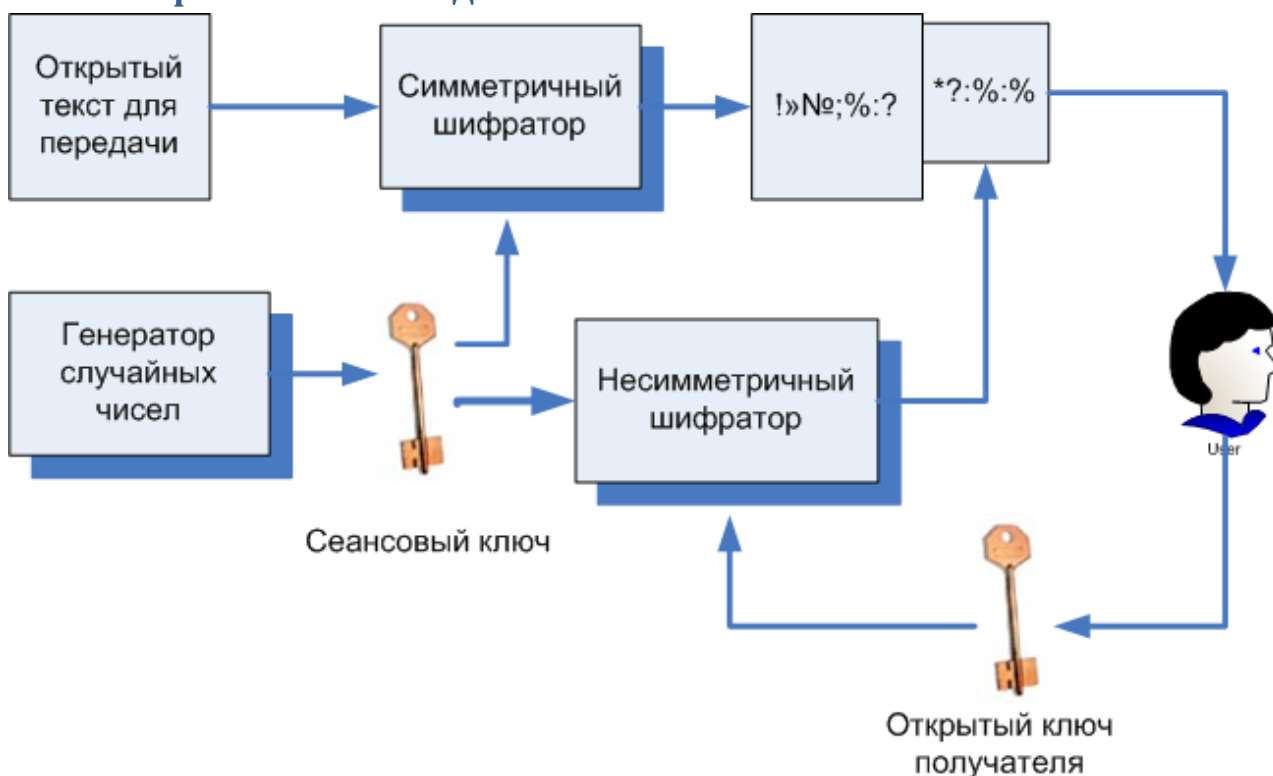 Открытый
текст для
передачи
Симметричный
шифратор
!»№;%:?
*?:%:%
Генератор
случайных
чисел
Несимметричный
шифратор
User
Сеансовый ключ
Открытый ключ
получателя